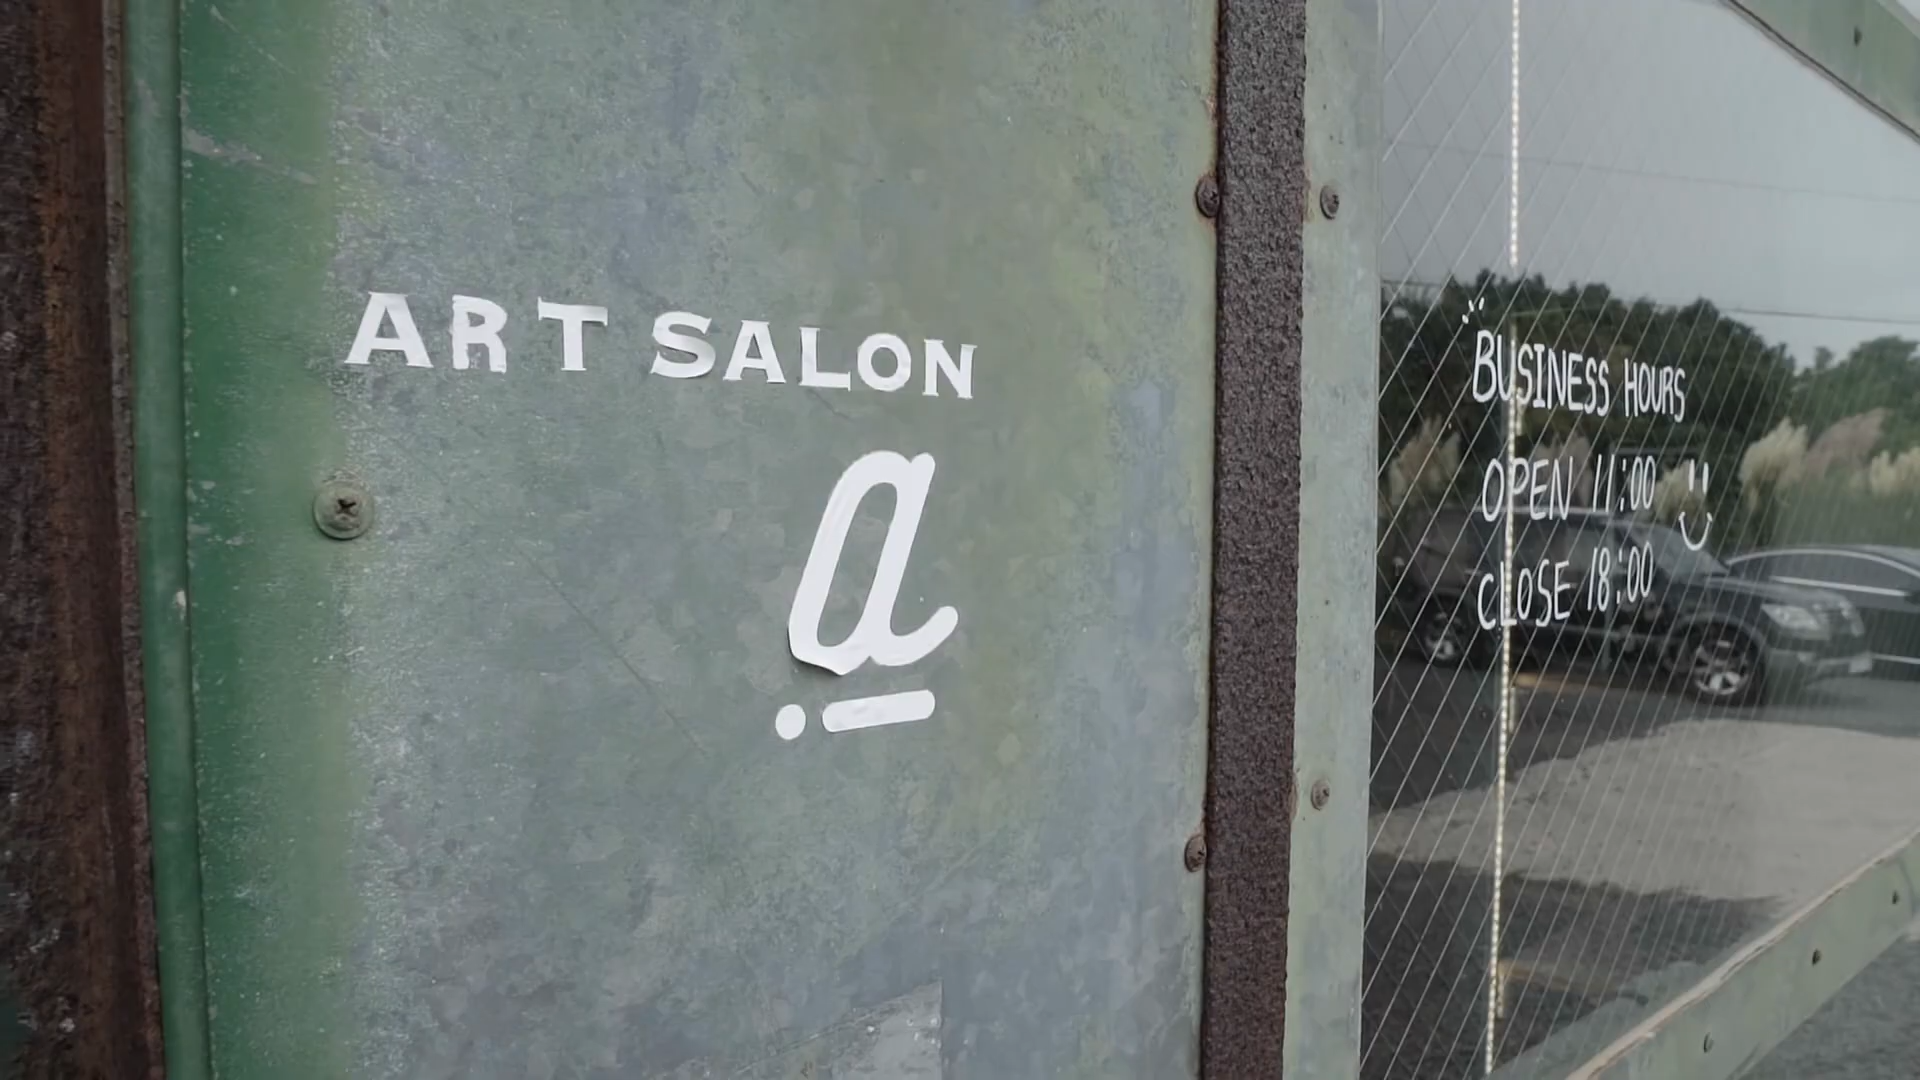 ART SALON
a
BUSINESS HOURS
OPEN 11:00
CLOSE 18:00